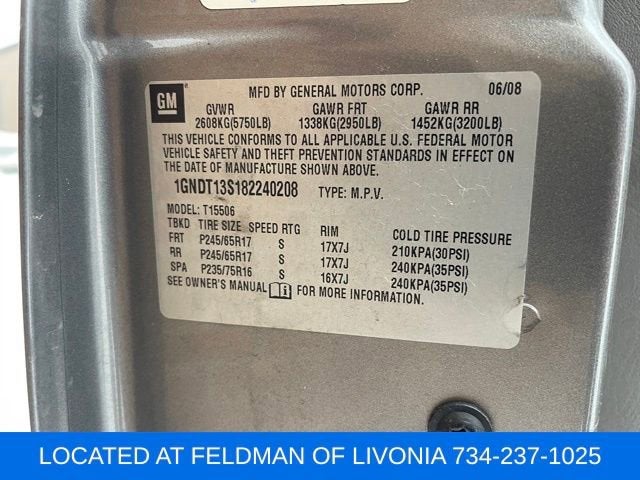 GM
MFD BY GENERAL MOTORS CORP. 06/08
GVWR GAWR FRT GAWR RR
2608KG(5750LB) 1338KG(2950LB) 1452KG(3200LB)
THIS VEHICLE CONFORMS TO ALL APPLICABLE U.S. FEDERAL MOTOR
VEHICLE SAFETY AND THEFT PREVENTION STANDARDS IN EFFECT ON
THE DATE OF MANUFACTURE SHOWN ABOVE.
1GNDT13S182240208 TYPE: M.P.V.
MODEL: T15506
TBKD TIRE SIZE SPEED RTG RIM COLD TIRE PRESSURE
FRT P245/65R17 S 17X7J 210KPA(30PSI)
RR P245/65R17 S 17X7J 240KPA(35PSI)
SPA P235/75R16 S 16X7J 240KPA(35PSI)
SEE OWNER'S MANUAL FOR MORE INFORMATION.
LOCATED AT FELDMAN OF LIVONIA 734-237-1025